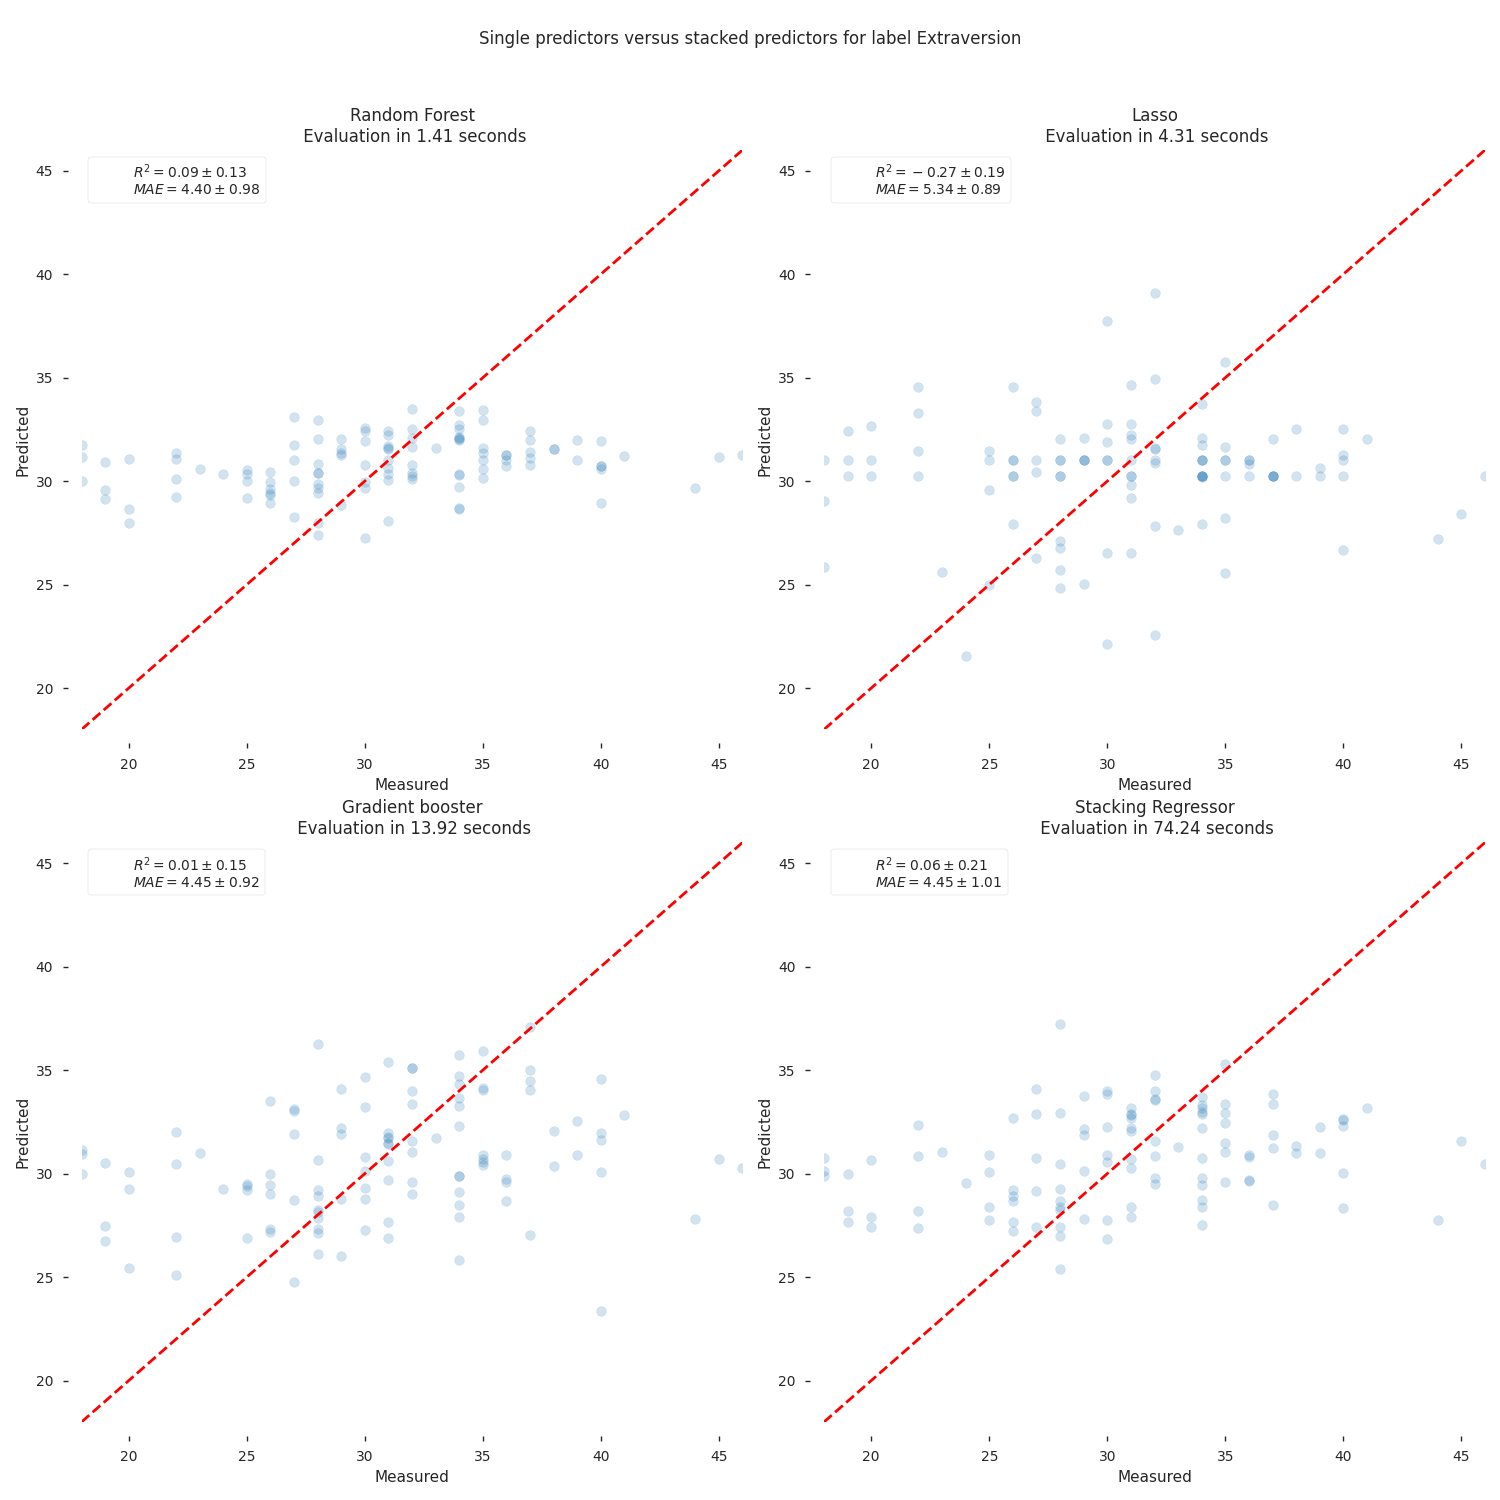 Single predictors versus stacked predictors for label Extraversion
Random Forest
Evaluation in 1.41 seconds
R² = 0.09 ± 0.13
MAE = 4.40 ± 0.98
45
40
35
30
25
20
Predicted
20 25 30 35 40 45
Measured
Lasso
Evaluation in 4.31 seconds
R² = −0.27 ± 0.19
MAE = 5.34 ± 0.89
45
40
35
30
25
20
Predicted
20 25 30 35 40 45
Measured
Gradient booster
Evaluation in 13.92 seconds
R² = 0.01 ± 0.15
MAE = 4.45 ± 0.92
45
40
35
30
25
20
Predicted
20 25 30 35 40 45
Measured
Stacking Regressor
Evaluation in 74.24 seconds
R² = 0.06 ± 0.21
MAE = 4.45 ± 1.01
45
40
35
30
25
20
Predicted
20 25 30 35 40 45
Measured